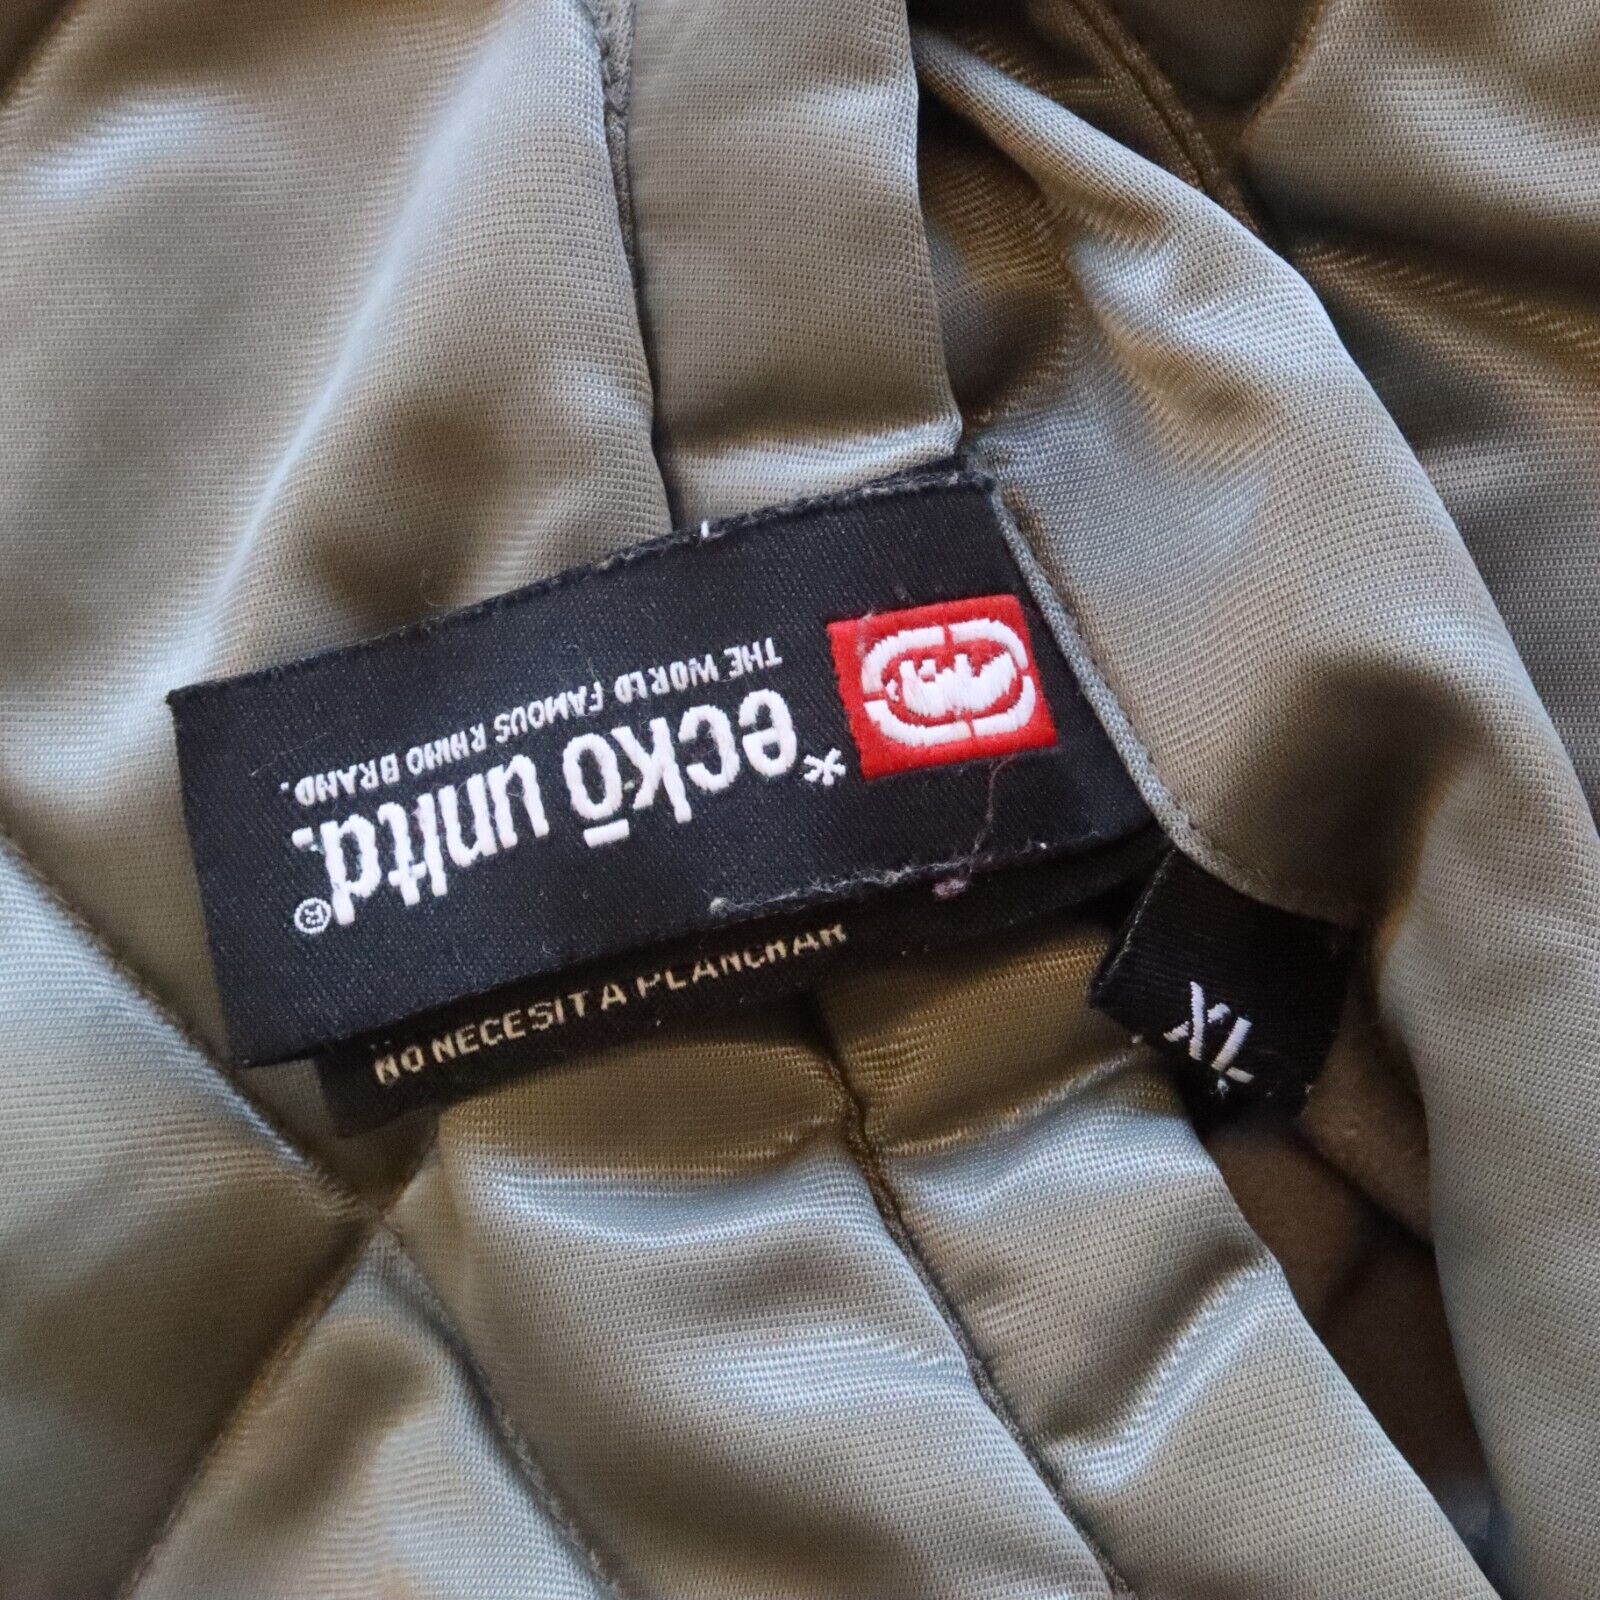 *eckō unltd.®
THE WORLD FAMOUS RHINO BRAND.
NO NECESITA PLANCHAR
XL